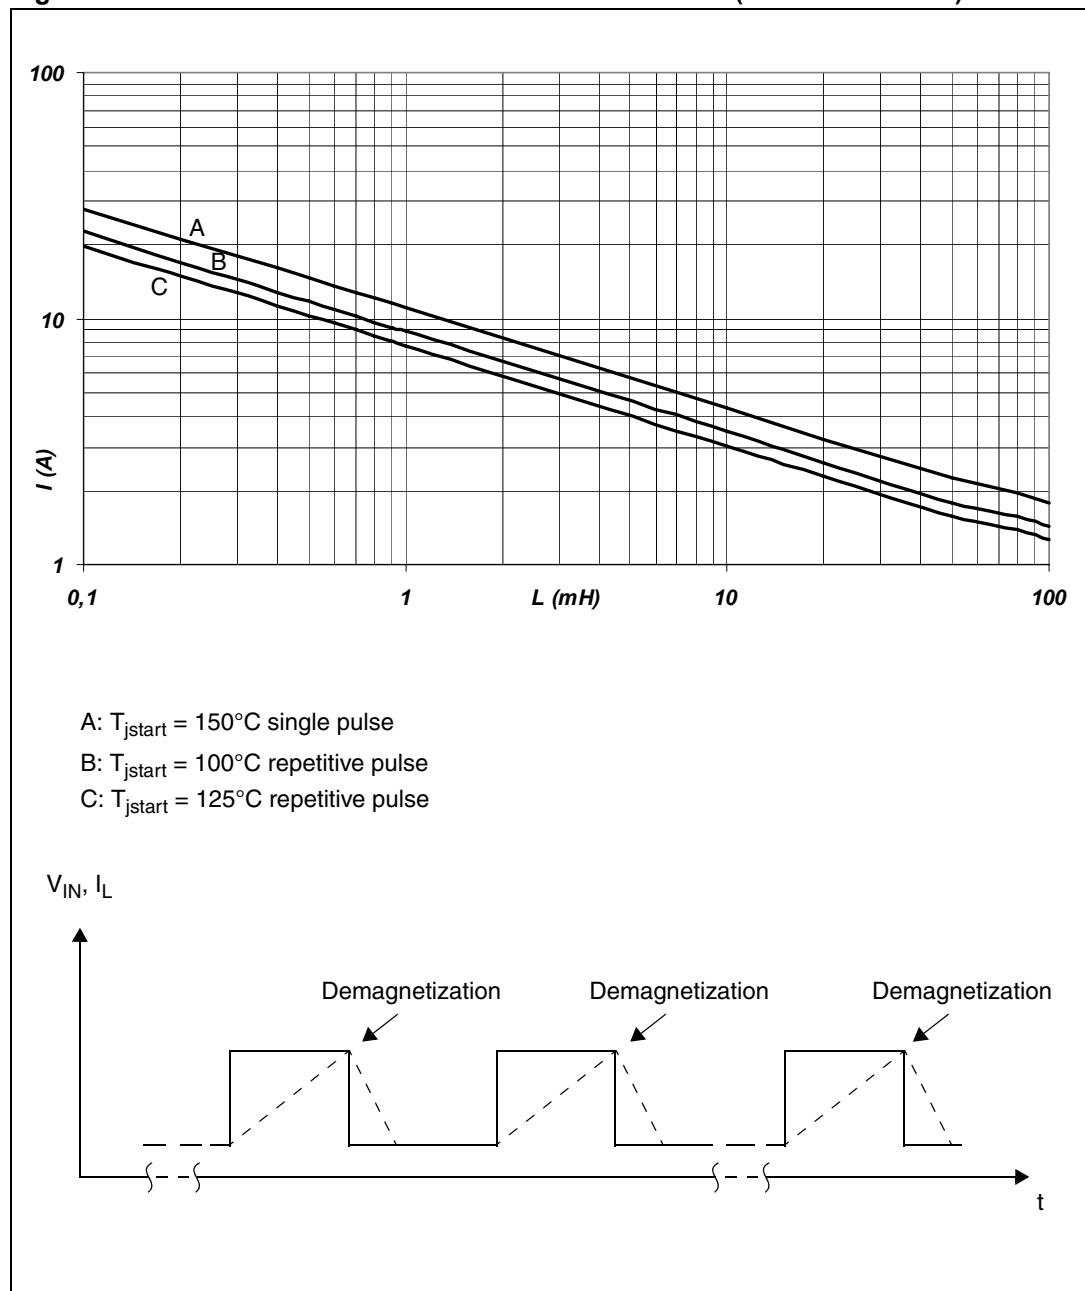 100
A
B
C
10
I (A)
1
0,1
1
L (mH)
10
100
A: Tjstart = 150°C single pulse
B: Tjstart = 100°C repetitive pulse
C: Tjstart = 125°C repetitive pulse
VIN, IL
Demagnetization
Demagnetization
Demagnetization
t